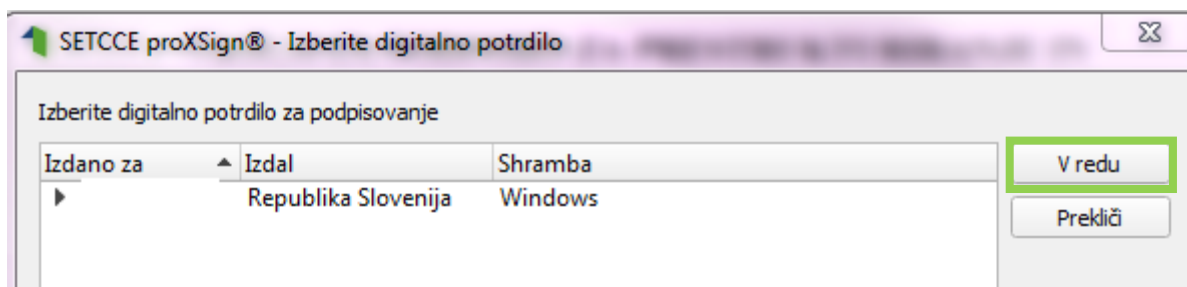 SETCCE proXSign® - Izberite digitalno potrdilo
Izberite digitalno potrdilo za podpisovanje
Izdano za Izdal Shramba
V redu
Republika Slovenija Windows
Prekliči